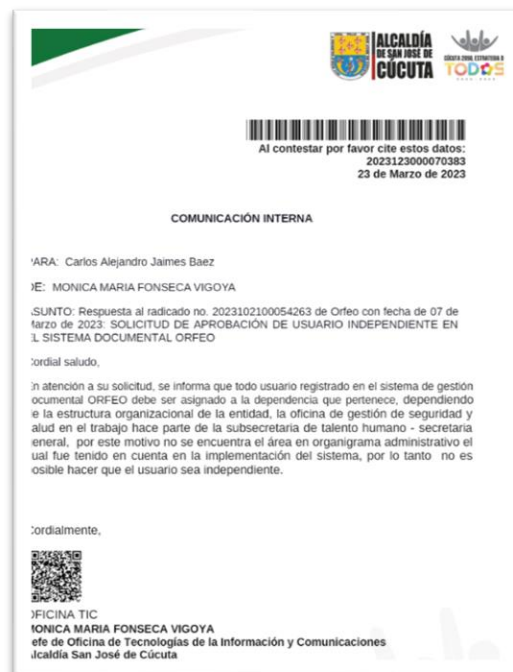 ALCALDÍA
DE SAN JOSÉ DE
CÚCUTA
CÚCUTA 2050, ESTRATEGIA DE
TODOS
2020 - 2023
Al contestar por favor cite estos datos:
2023123000070383
23 de Marzo de 2023
COMUNICACIÓN INTERNA
ARA: Carlos Alejandro Jaimes Baez
E: MONICA MARIA FONSECA VIGOYA
SUNTO: Respuesta al radicado no. 2023102100054263 de Orfeo con fecha de 07 de
arzo de 2023: SOLICITUD DE APROBACIÓN DE USUARIO INDEPENDIENTE EN
L SISTEMA DOCUMENTAL ORFEO
ordial saludo,
n atención a su solicitud, se informa que todo usuario registrado en el sistema de gestión
ocumental ORFEO debe ser asignado a la dependencia que pertenece, dependiendo
e la estructura organizacional de la entidad, la oficina de gestión de seguridad y
alud en el trabajo hace parte de la subsecretaria de talento humano - secretaria
eneral, por este motivo no se encuentra el área en organigrama administrativo el
ual fue tenido en cuenta en la implementación del sistema, por lo tanto no es
osible hacer que el usuario sea independiente.
ordialmente,
OFICINA TIC
MONICA MARIA FONSECA VIGOYA
efe de Oficina de Tecnologías de la Información y Comunicaciones
lcaldía San José de Cúcuta